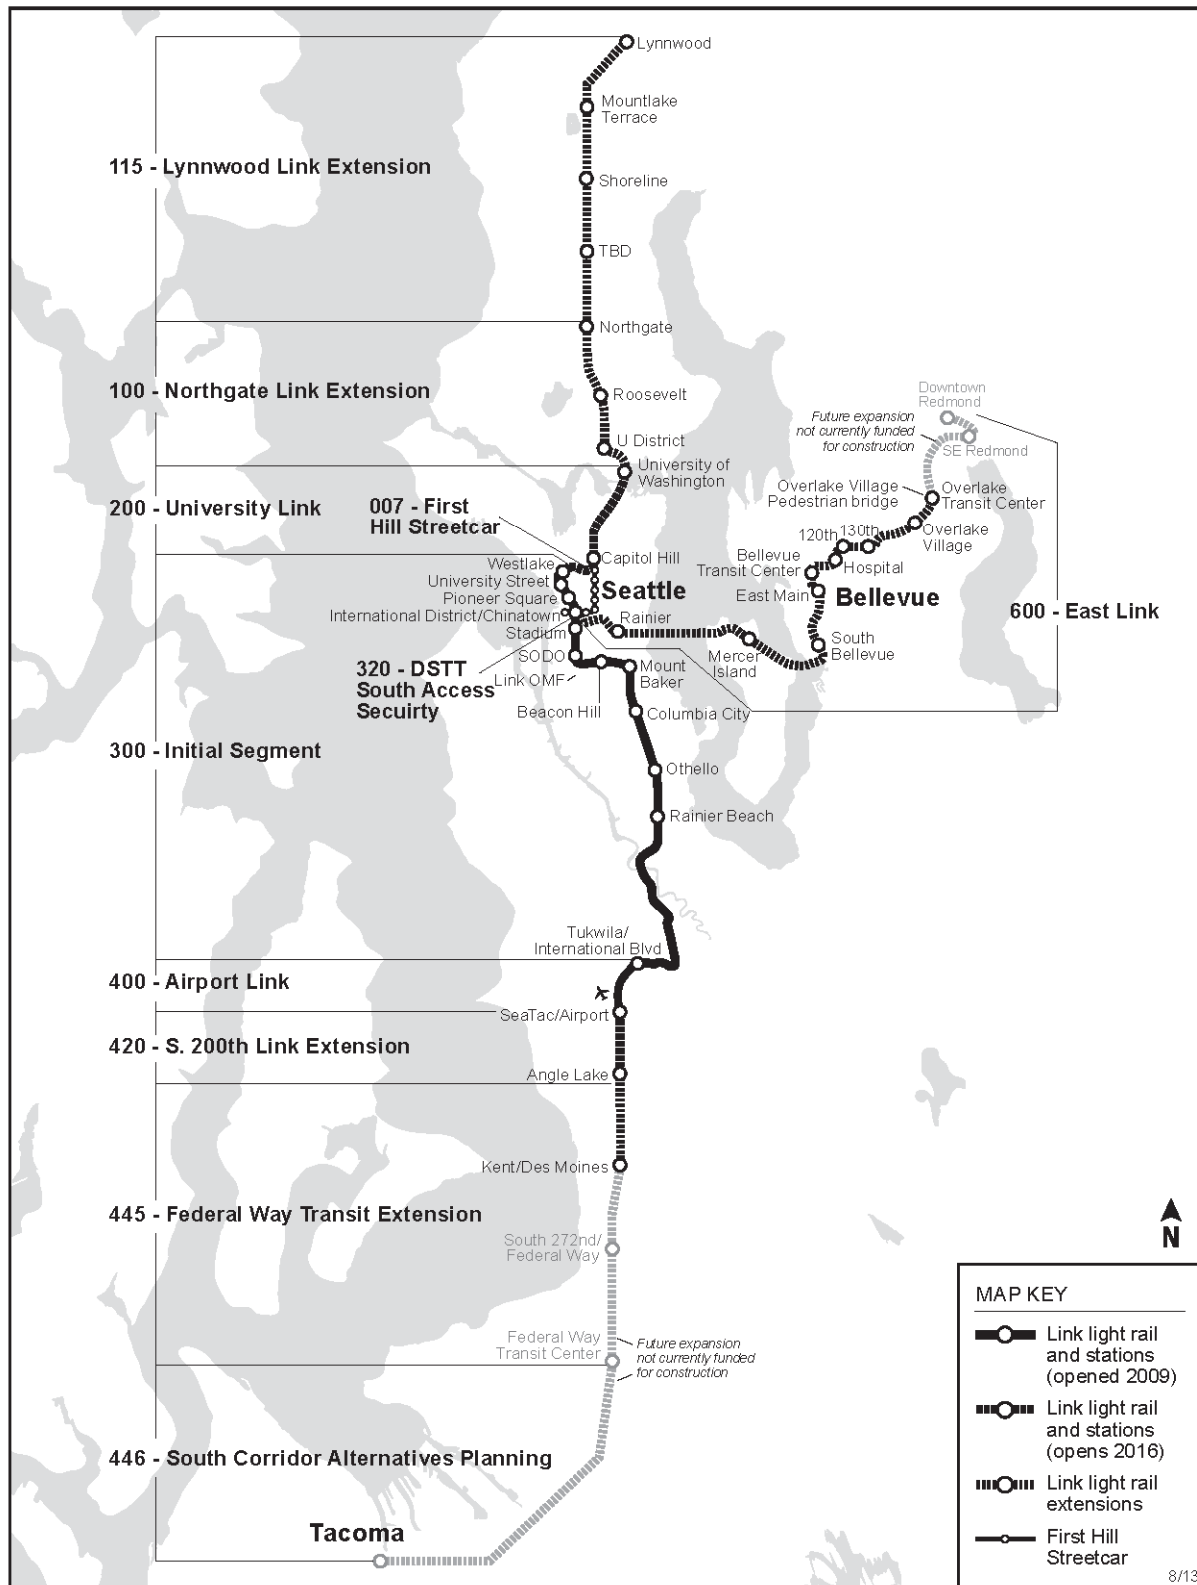 Lynnwood
Mountlake
Terrace
115 - Lynnwood Link Extension
Shoreline
TBD
Northgate
100 - Northgate Link Extension
Roosevelt
Downtown
Redmond
Future expansion
not currently funded
for construction
SE Redmond
U District
University of
Washington
200 - University Link
007 - First
Hill Streetcar
Overlake Village
Pedestrian bridge
Overlake
Transit Center
120th
130th
Overlake
Village
Capitol Hill
Westlake
University Street
Pioneer Square
International District/Chinatown
Stadium
SODO
Link OMF
Seattle
Rainier
Bellevue
Transit Center
Hospital
East Main
Bellevue
600 - East Link
South
Bellevue
Mercer
Island
320 - DSTT
South Access
Secuirty
Mount
Baker
Beacon Hill
Columbia City
300 - Initial Segment
Othello
Rainier Beach
Tukwila/
International Blvd
400 - Airport Link
SeaTac/Airport
420 - S. 200th Link Extension
Angle Lake
Kent/Des Moines
445 - Federal Way Transit Extension
South 272nd/
Federal Way
Federal Way
Transit Center
Future expansion
not currently funded
for construction
446 - South Corridor Alternatives Planning
Tacoma
N
MAP KEY
Link light rail
and stations
(opened 2009)
Link light rail
and stations
(opens 2016)
Link light rail
extensions
First Hill
Streetcar
8/13